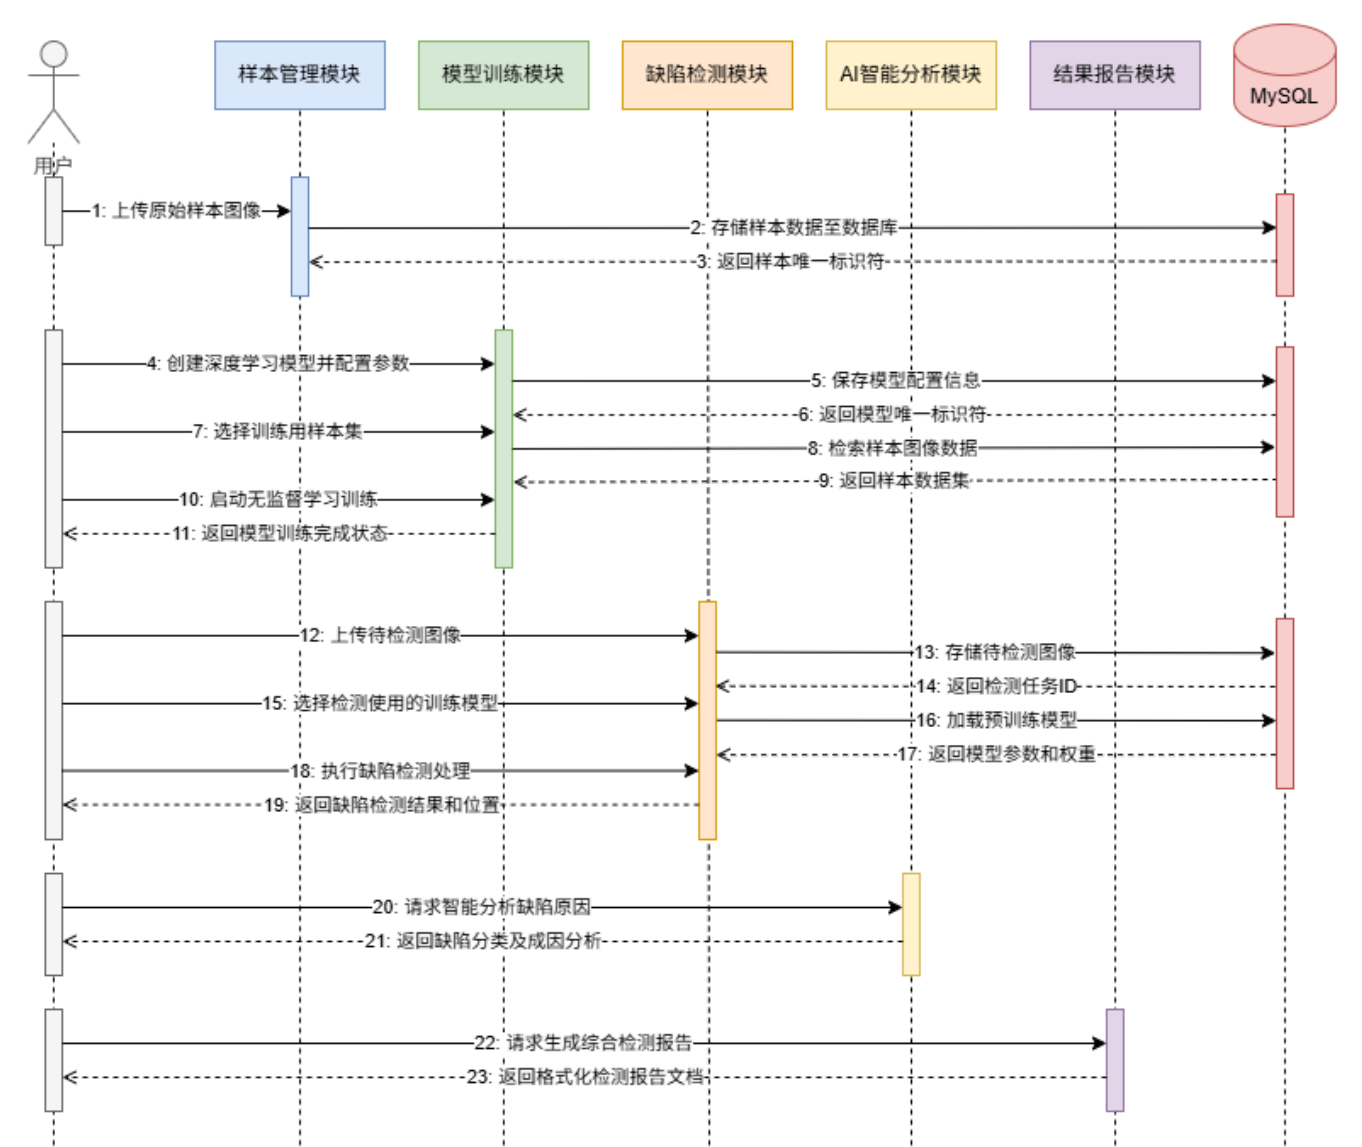 样本管理模块
模型训练模块
缺陷检测模块
AI智能分析模块
结果报告模块
MySQL
用户
1: 上传原始样本图像
2: 存储样本数据至数据库
3: 返回样本唯一标识符
4: 创建深度学习模型并配置参数
5: 保存模型配置信息
6: 返回模型唯一标识符
7: 选择训练用样本集
8: 检索样本图像数据
9: 返回样本数据集
10: 启动无监督学习训练
11: 返回模型训练完成状态
12: 上传待检测图像
13: 存储待检测图像
14: 返回检测任务ID
15: 选择检测使用的训练模型
16: 加载预训练模型
17: 返回模型参数和权重
18: 执行缺陷检测处理
19: 返回缺陷检测结果和位置
20: 请求智能分析缺陷原因
21: 返回缺陷分类及成因分析
22: 请求生成综合检测报告
23: 返回格式化检测报告文档